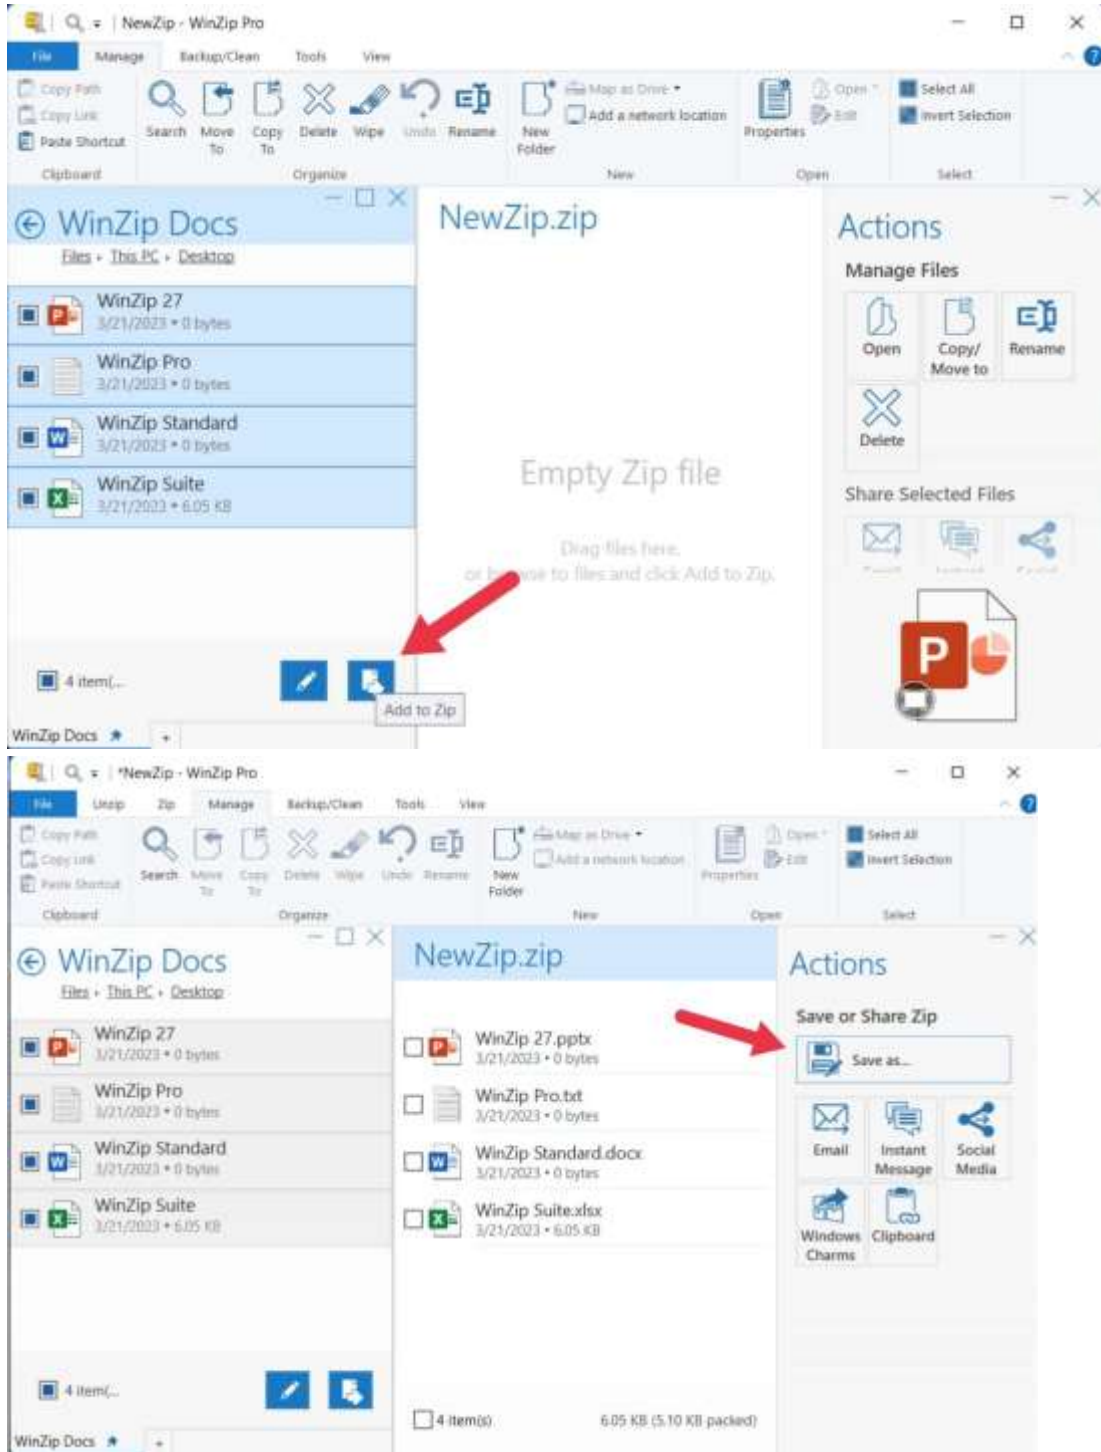 NewZip - WinZip Pro
File Manage Backup/Clean Tools View
Copy Path
Copy Link
Paste Shortcut
Search Move To Copy To Delete Wipe Undo Rename
New Folder
Map as Drive
Add a network location
Properties
Open
Edit
Select All
Invert Selection
Clipboard Organize New Open Select
WinZip Docs
Files This PC Desktop
WinZip 27
3/21/2023 • 0 bytes
WinZip Pro
3/21/2023 • 0 bytes
WinZip Standard
3/21/2023 • 0 bytes
WinZip Suite
3/21/2023 • 6.05 KB
4 item(...
Add to Zip
WinZip Docs +
NewZip.zip
Empty Zip file
Drag files here,
or to files and click Add to Zip.
Actions
Manage Files
Open Copy/ Move to Rename
Delete
Share Selected Files
P
*NewZip - WinZip Pro
File Unzip Zip Manage Backup/Clean Tools View
Copy Path
Copy Link
Paste Shortcut
Search Move To Copy To Delete Wipe Undo Rename
New Folder
Map as Drive
Add a network location
Properties
Open
Edit
Select All
Invert Selection
Clipboard Organize New Open Select
WinZip Docs
Files This PC Desktop
WinZip 27
3/21/2023 • 0 bytes
WinZip Pro
3/21/2023 • 0 bytes
WinZip Standard
3/21/2023 • 0 bytes
WinZip Suite
3/21/2023 • 6.05 KB
4 item(...
WinZip Docs +
NewZip.zip
WinZip 27.pptx
3/21/2023 • 0 bytes
WinZip Pro.txt
3/21/2023 • 0 bytes
WinZip Standard.docx
3/21/2023 • 0 bytes
WinZip Suite.xlsx
3/21/2023 • 6.05 KB
4 item(s) 6.05 KB (5.10 KB packed)
Actions
Save or Share Zip
Save as...
Email Instant Message Social Media
Windows Charms Clipboard